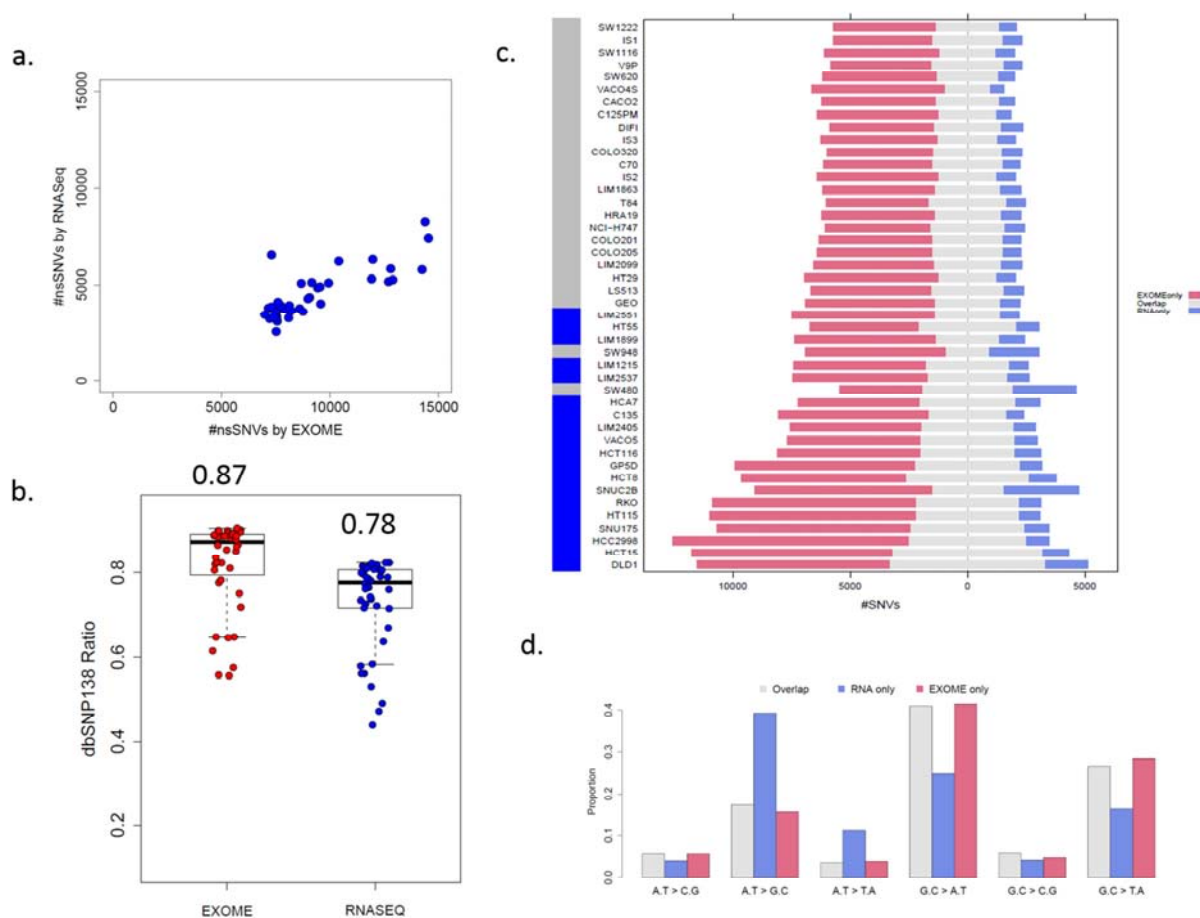 a.
15000
10000
5000
0
#nsSNVs by RNASeq
0 5000 10000 15000
#nsSNVs by EXOME
b.
0.87
0.78
0.8
0.6
0.4
0.2
dbSNP138 Ratio
EXOME RNASEQ
c.
SW1222
IS1
SW1116
V9P
SW620
VACO4S
CACO2
C125PM
DIFI
IS3
COLO320
C70
IS2
LIM1863
T84
HRA19
NCI-H747
COLO201
COLO205
LIM2099
HT29
LS513
GEO
LIM2551
HT55
LIM1899
SW948
LIM1215
LIM2537
SW480
HCA7
C135
LIM2405
VACO5
HCT116
GP5D
HCT8
SNUC2B
RKO
HT115
SNU175
HCC2998
HCT15
DLD1
10000 5000 0 5000
#SNVs
EXOMEonly
Overlap
RNAonly
d.
Overlap RNA only EXOME only
0.4
0.3
0.2
0.1
0.0
Proportion
A.T > C.G A.T > G.C A.T > T.A G.C > A.T G.C > C.G G.C > T.A